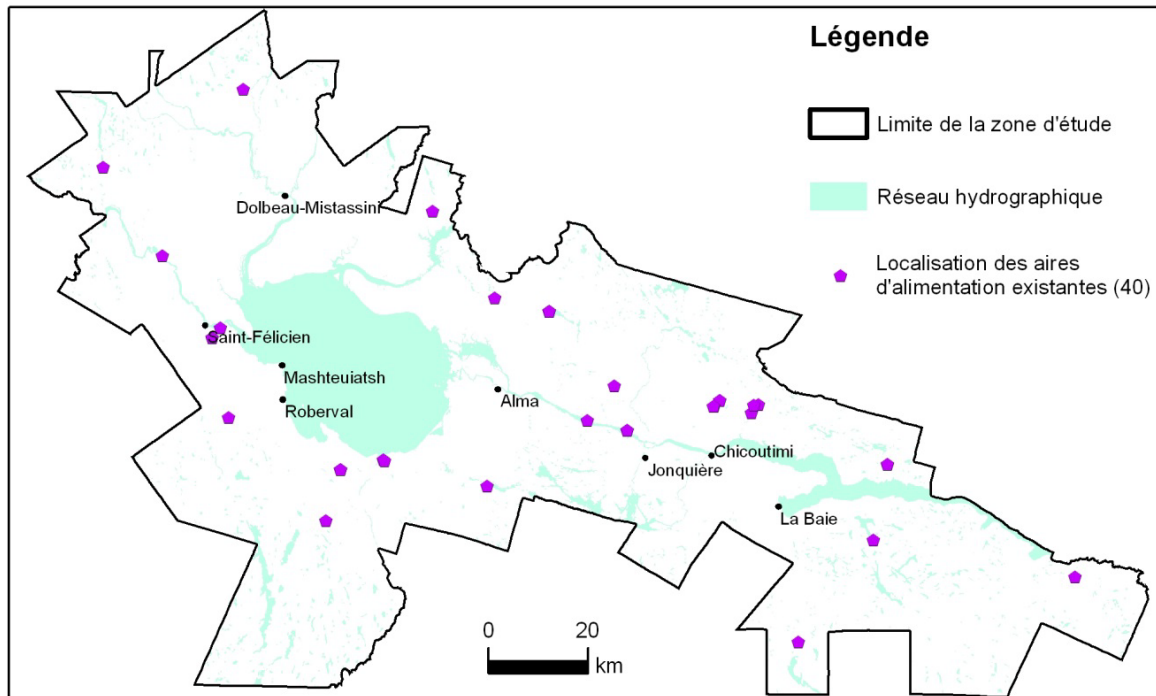 Légende
Limite de la zone d'étude
Réseau hydrographique
Localisation des aires
d'alimentation existantes (40)
Dolbeau-Mistassini
Saint-Félicien
Mashteuiatsh
Roberval
Alma
Chicoutimi
Jonquière
La Baie
0 20
km